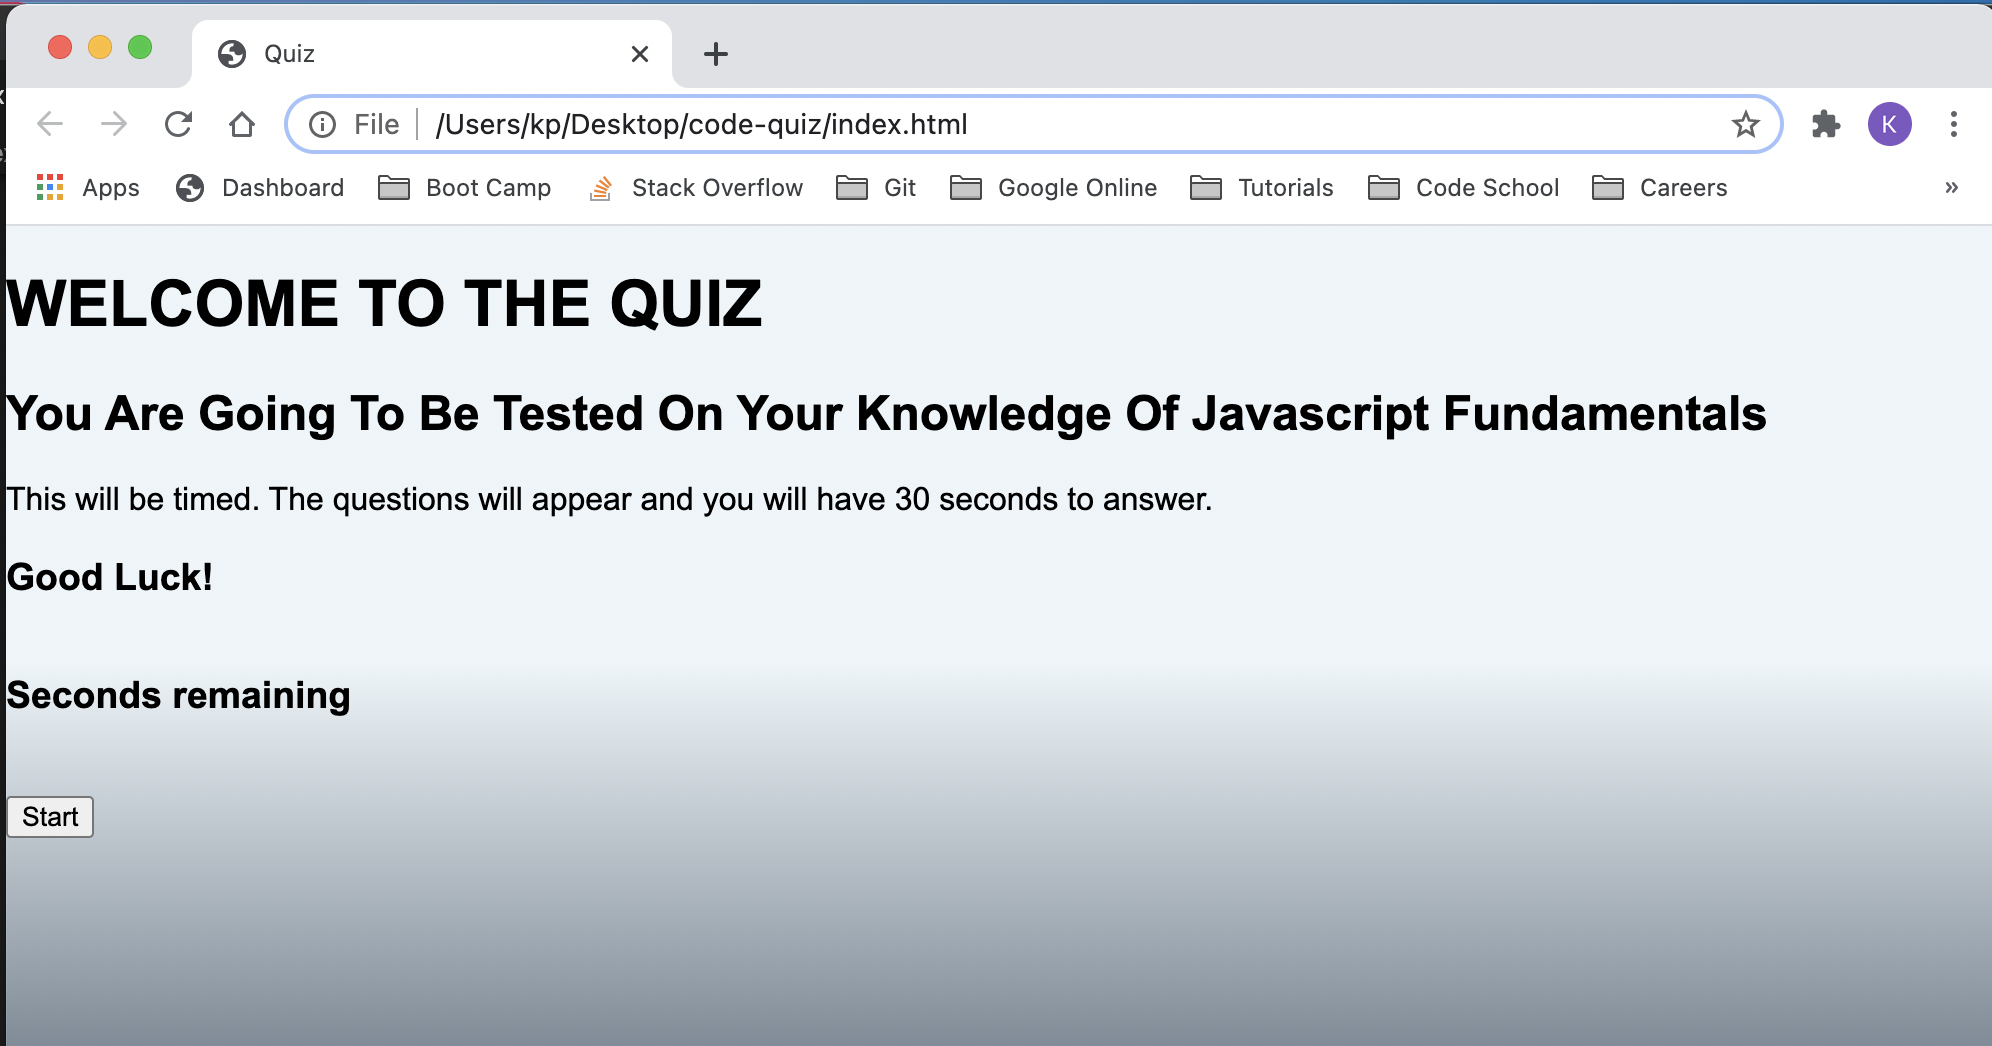 Quiz
File /Users/kp/Desktop/code-quiz/index.html K
Apps Dashboard Boot Camp Stack Overflow Git Google Online Tutorials Code School Careers »
WELCOME TO THE QUIZ
You Are Going To Be Tested On Your Knowledge Of Javascript Fundamentals
This will be timed. The questions will appear and you will have 30 seconds to answer.
Good Luck!
Seconds remaining
Start